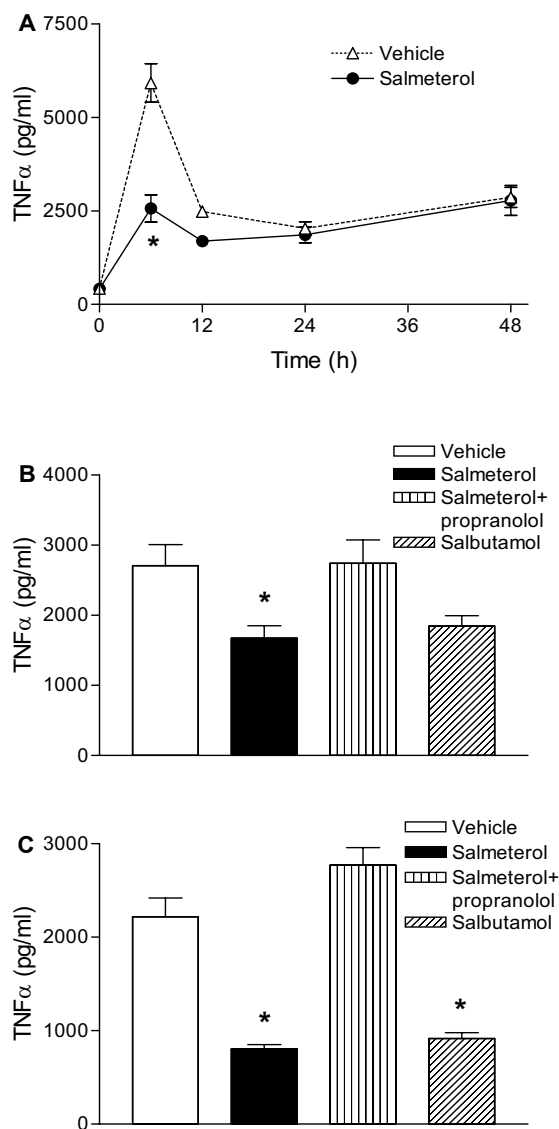 A
7500
5000
2500
0
TNFα (pg/ml)
Vehicle
Salmeterol
*
0 12 24 36 48
Time (h)
B
4000
3000
2000
1000
0
TNFα (pg/ml)
Vehicle
Salmeterol
Salmeterol+
propranolol
Salbutamol
*
C
3000
2000
1000
0
TNFα (pg/ml)
Vehicle
Salmeterol
Salmeterol+
propranolol
Salbutamol
*
*